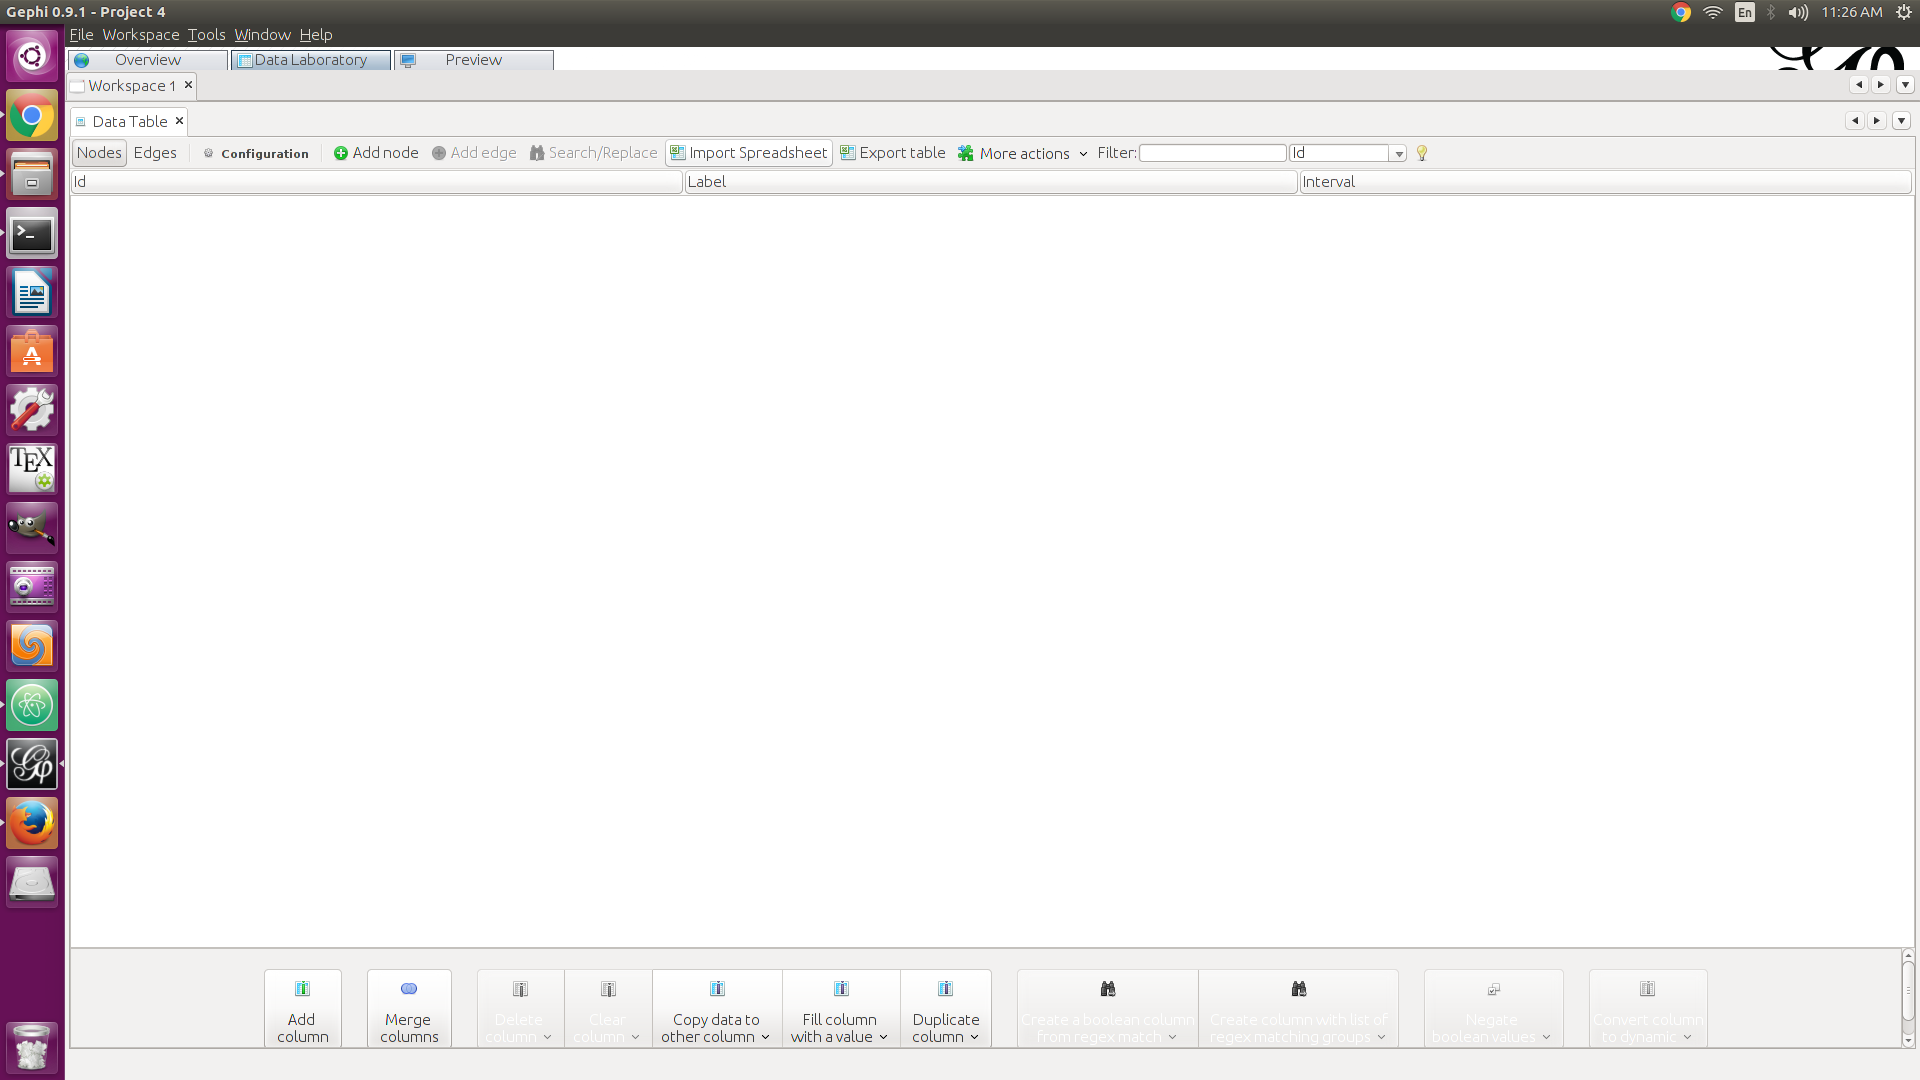 Gephi 0.9.1 - Project 4
En
11:26 AM
File Workspace Tools Window Help
Overview
Data Laboratory
Preview
Workspace 1
Data Table
Nodes Edges Configuration Add node Add edge Search/Replace Import Spreadsheet Export table More actions Filter: Id
Id Label Interval
Add column
Merge columns
Delete column
Clear column
Copy data to other column
Fill column with a value
Duplicate column
Create a boolean column from regex match
Create column with list of regex matching groups
Negate boolean values
Convert column to dynamic
TEX